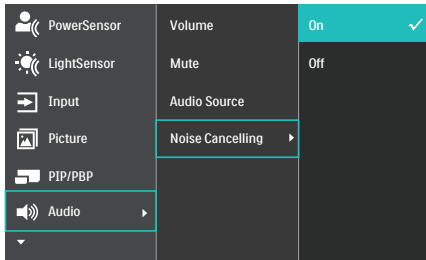 PowerSensor
LightSensor
Input
Picture
PIP/PBP
Audio
Volume
Mute
Audio Source
Noise Cancelling
On
Off